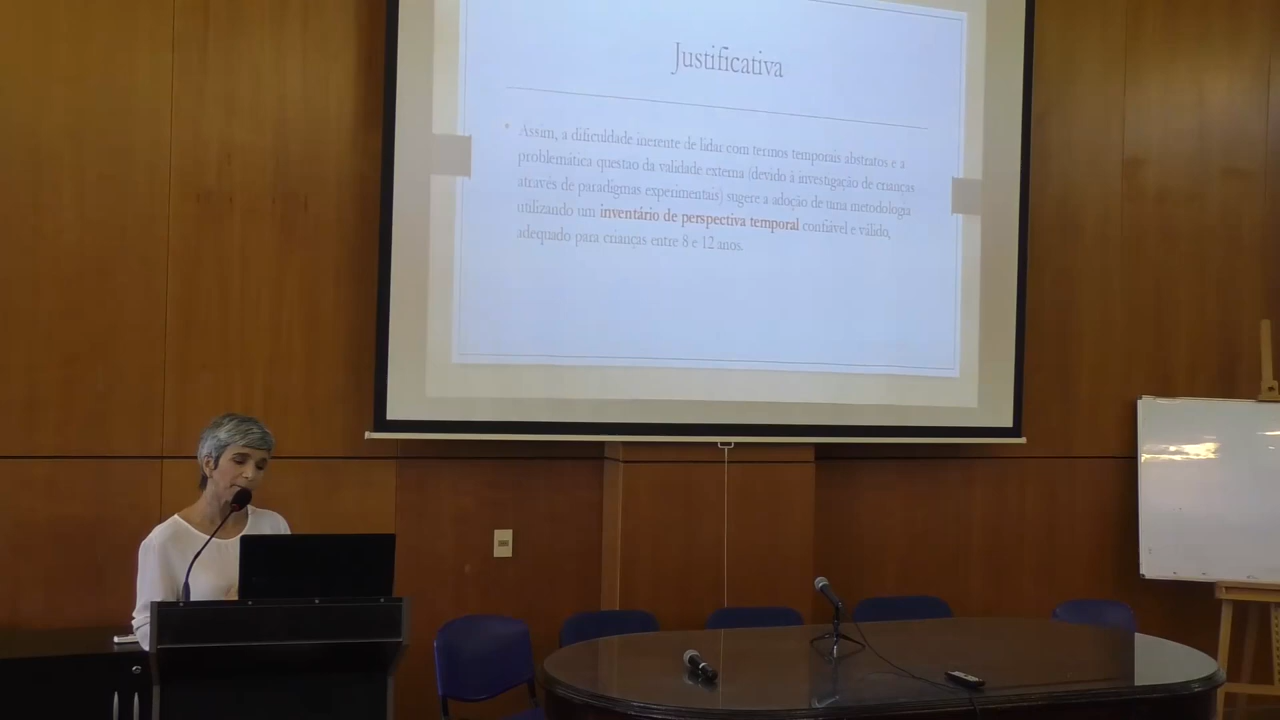 Justificativa
• Assim, a dificuldade inerente de lidar com termos temporais abstratos e a
problemática questão da validade externa (devido à investigação de crianças
através de paradigmas experimentais) sugere a adoção de uma metodologia
utilizando um inventário de perspectiva temporal confiável e válido,
adequado para crianças entre 8 e 12 anos.